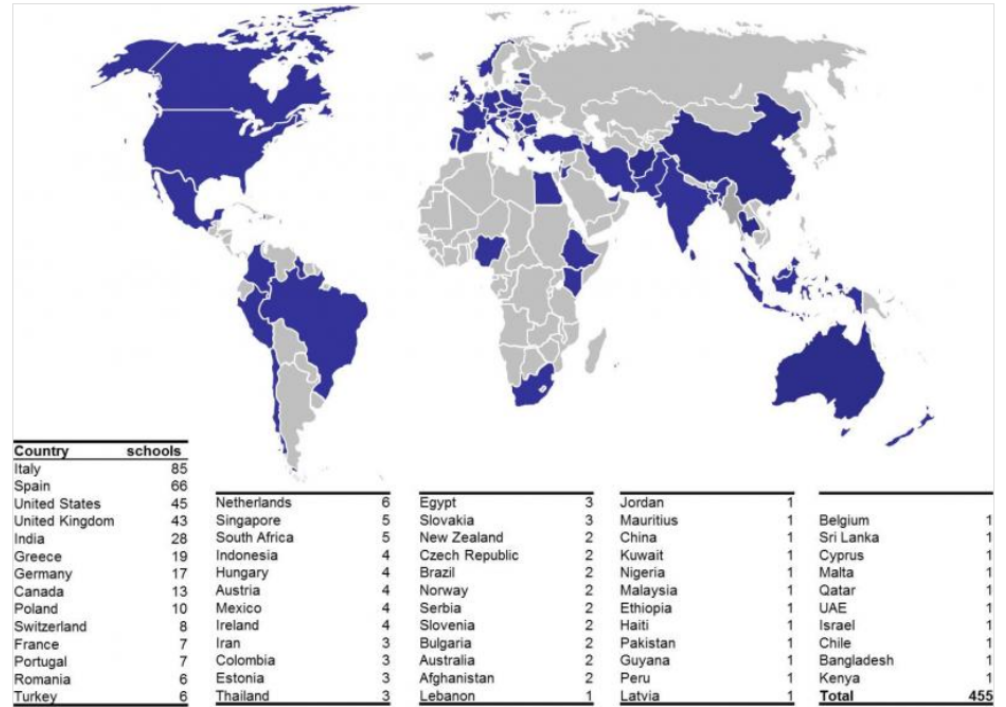 Country schools
Italy 85
Spain 66
United States 45
United Kingdom 43
India 28
Greece 19
Germany 17
Canada 13
Poland 10
Switzerland 8
France 7
Portugal 7
Romania 6
Turkey 6
Netherlands 6
Singapore 5
South Africa 5
Indonesia 4
Hungary 4
Austria 4
Mexico 4
Ireland 4
Iran 3
Colombia 3
Estonia 3
Thailand 3
Egypt 3
Slovakia 3
New Zealand 2
Czech Republic 2
Brazil 2
Norway 2
Serbia 2
Slovenia 2
Bulgaria 2
Australia 2
Afghanistan 2
Lebanon 1
Jordan 1
Mauritius 1
China 1
Kuwait 1
Nigeria 1
Malaysia 1
Ethiopia 1
Haiti 1
Pakistan 1
Guyana 1
Peru 1
Latvia 1
Belgium 1
Sri Lanka 1
Cyprus 1
Malta 1
Qatar 1
UAE 1
Israel 1
Chile 1
Bangladesh 1
Kenya 1
Total 455